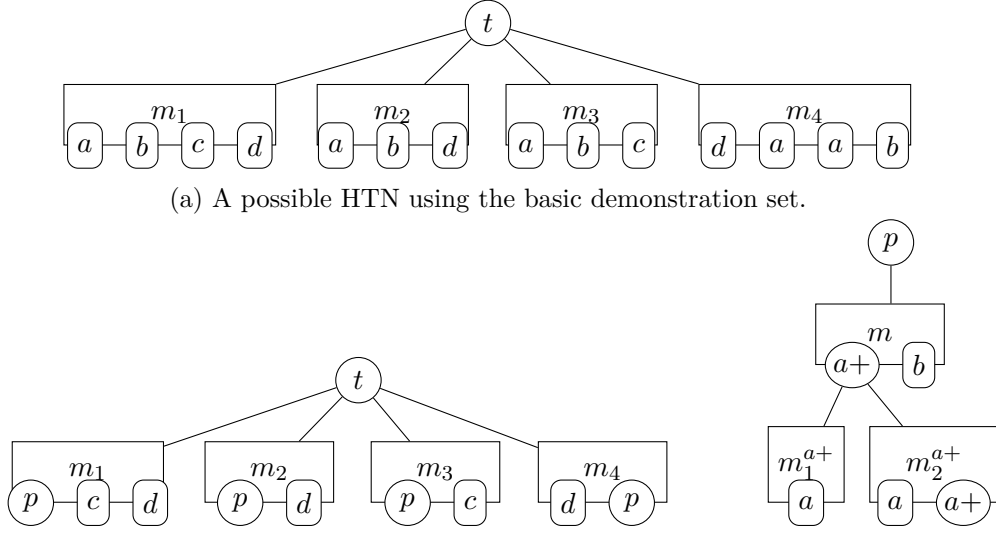 t
m₁ m₂ m₃ m₄
a b c d a b d a b c d a a b
(a) A possible HTN using the basic demonstration set.
p
m
a+ b
t
m₁ m₂ m₃ m₄ m₁ᵃ⁺ m₂ᵃ⁺
p c d p d p c d p a a a+